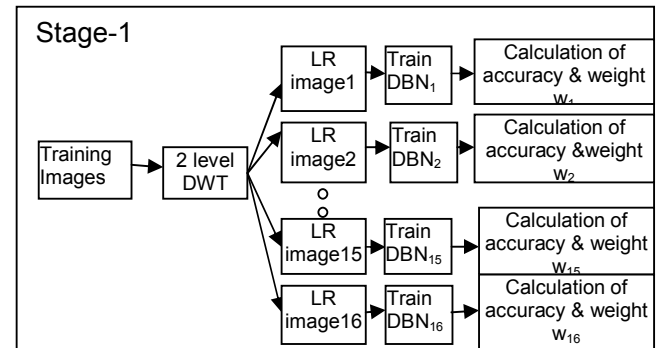 Stage-1
Training
Images
2 level
DWT
LR
image1
Train
DBN₁
Calculation of
accuracy & weight
w₁
LR
image2
Train
DBN₂
Calculation of
accuracy &weight
w₂
LR
image15
Train
DBN₁₅
Calculation of
accuracy & weight
w₁₅
LR
image16
Train
DBN₁₆
Calculation of
accuracy & weight
w₁₆